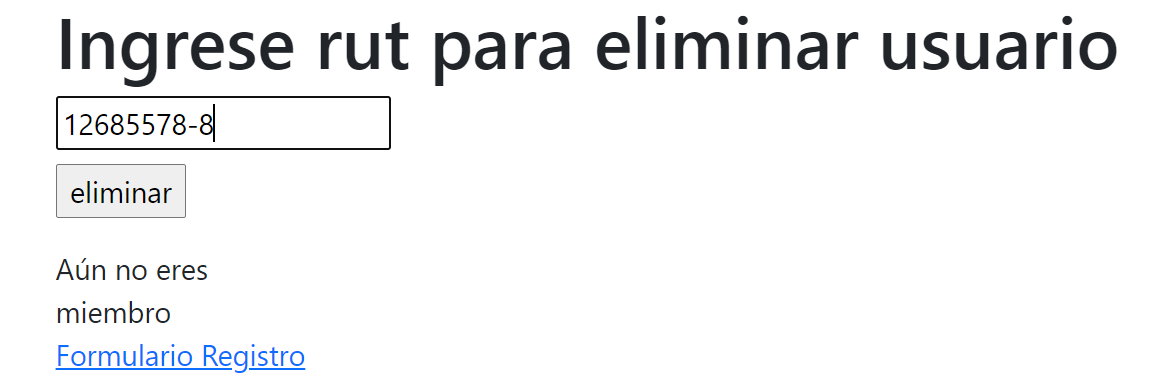 Ingrese rut para eliminar usuario
12685578-8
eliminar
Aún no eres
miembro
Formulario Registro